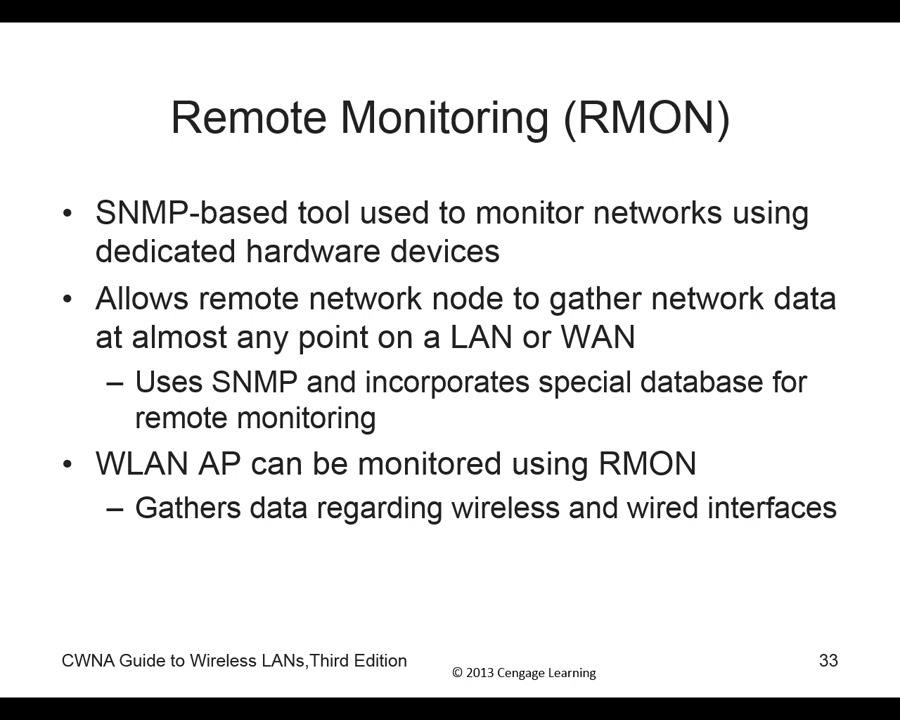 Remote Monitoring (RMON)
• SNMP-based tool used to monitor networks using
dedicated hardware devices
• Allows remote network node to gather network data
at almost any point on a LAN or WAN
– Uses SNMP and incorporates special database for
remote monitoring
• WLAN AP can be monitored using RMON
– Gathers data regarding wireless and wired interfaces
CWNA Guide to Wireless LANs,Third Edition
© 2013 Cengage Learning
33